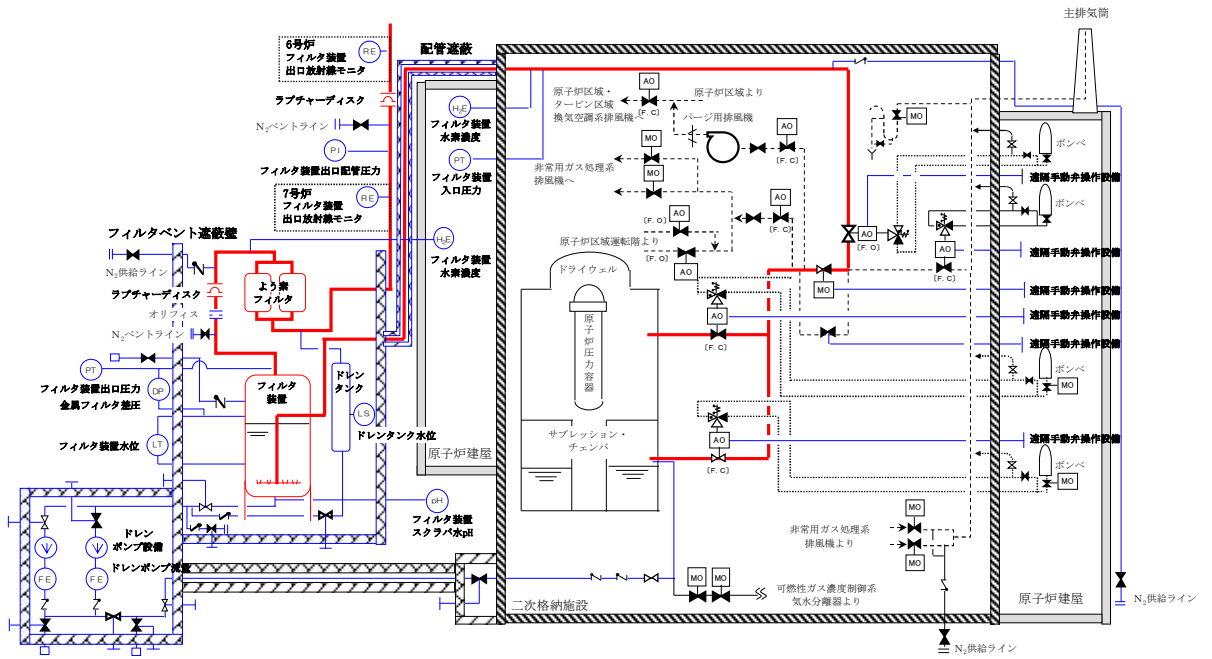 主排気筒
6号炉
フィルタ装置
出口放射線モニタ
RE
配管遮蔽
ラプチャーディスク
N₂ベントライン
PI
フィルタ装置出口配管圧力
7号炉
フィルタ装置
出口放射線モニタ
RE
H₂E
フィルタ装置
水素濃度
PT
フィルタ装置
入口圧力
H₂E
フィルタ装置
水素濃度
フィルタベント遮蔽壁
N₂供給ライン
ラプチャーディスク
オリフィス
N₂ベントライン
よう素
フィルタ
PT
フィルタ装置出口圧力
DP
金属フィルタ差圧
LT
フィルタ装置水位
フィルタ
装置
ドレン
タンク
LS
ドレンタンク水位
pH
フィルタ装置
スクラバ水pH
ドレン
ポンプ設備
ドレンポンプ流量
FE
FE
原子炉建屋
原子炉区域・
タービン区域
換気空調系排風機へ
AO
(F. C)
原子炉区域より
パージ用排風機
AO
(F. C)
MO
非常用ガス処理系
排風機へ
MO
MO
AO
(F. C)
(F. O)
AO
原子炉区域運転階より
(F. O)
AO
ドライウェル
原子炉圧力容器
サプレッション・
チェンバ
AO
(F. C)
AO
(F. C)
MO
AO
(F. O)
AO
(F. C)
ボンベ
遠隔手動弁操作設備
ボンベ
遠隔手動弁操作設備
遠隔手動弁操作設備
遠隔手動弁操作設備
遠隔手動弁操作設備
ボンベ
MO
遠隔手動弁操作設備
ボンベ
MO
非常用ガス処理系
排風機より
MO
MO
MO
MO
可燃性ガス濃度制御系
気水分離器より
二次格納施設
原子炉建屋
N₂供給ライン
N₂供給ライン